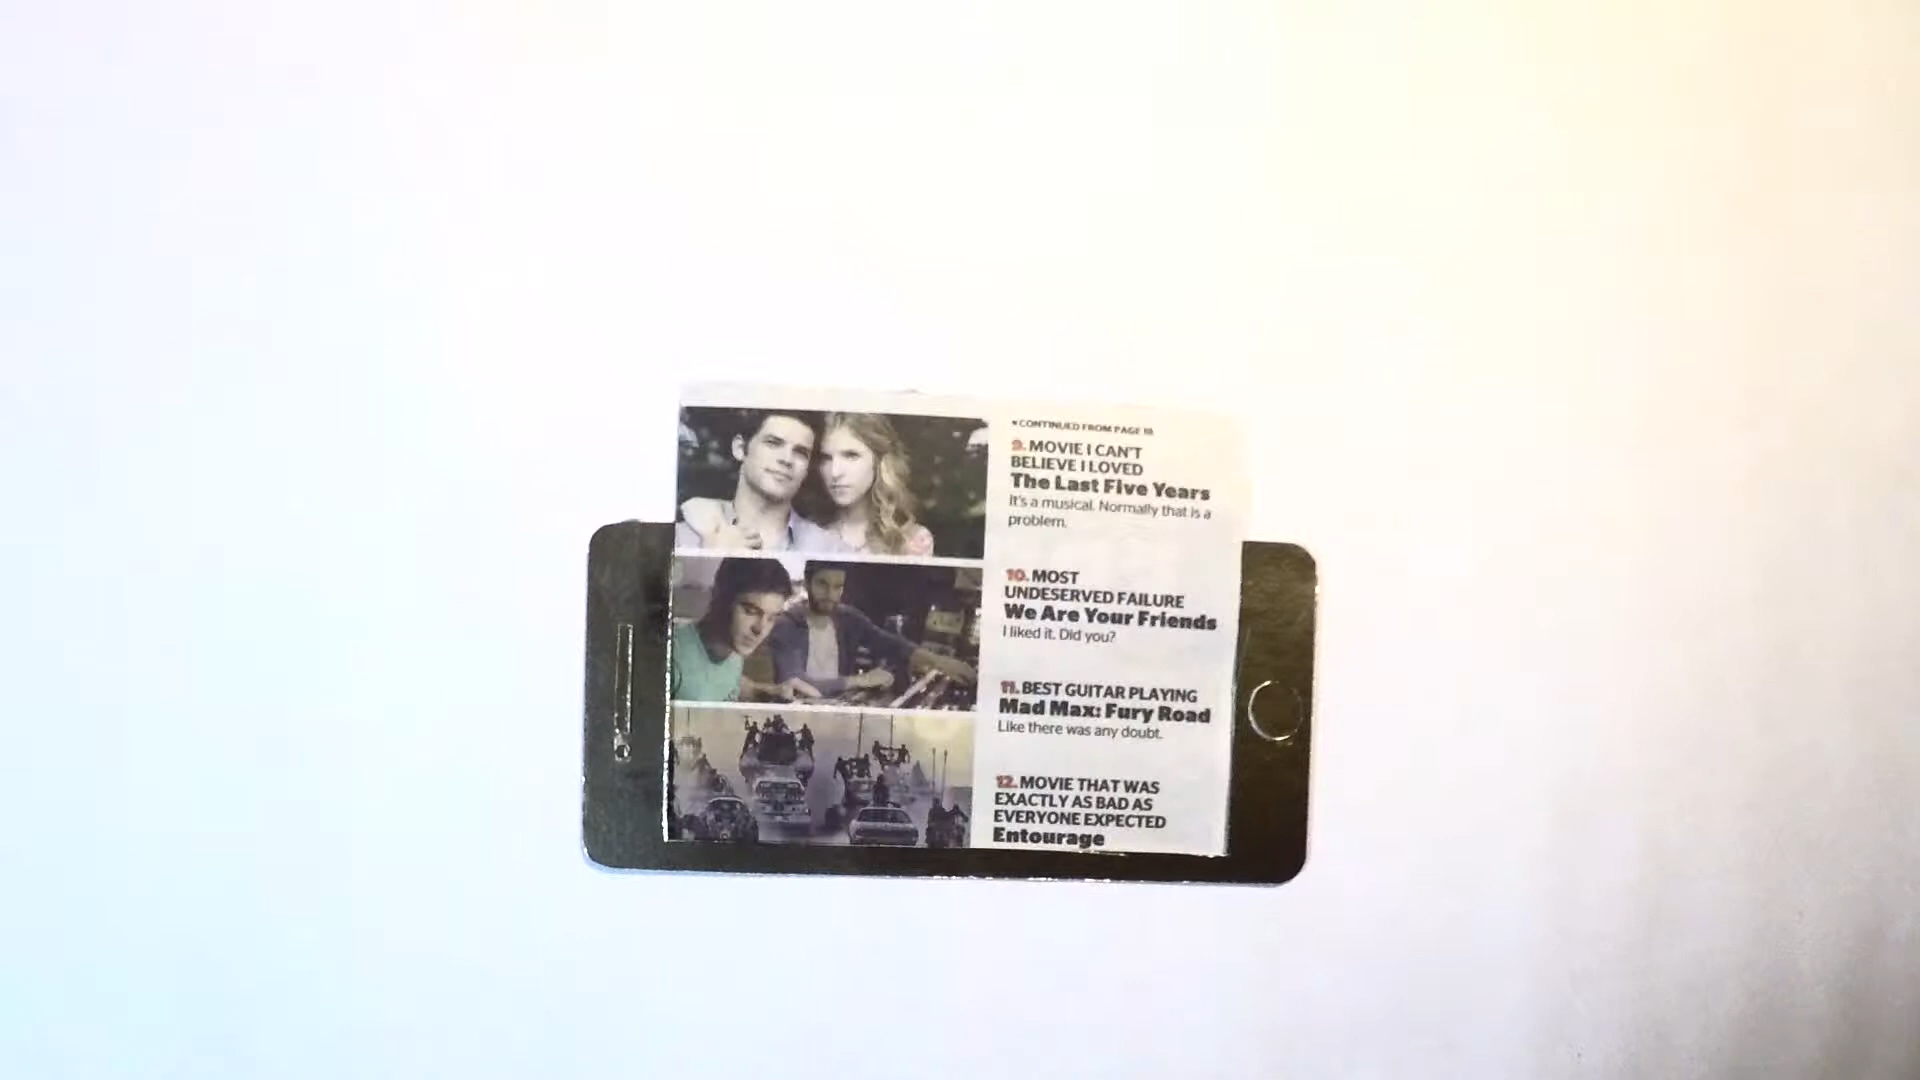 CONTINUED FROM PAGE
9. MOVIE I CAN'T
BELIEVE I LOVED
The Last Five Years
It's a musical. Normally that is a
problem.
10. MOST
UNDESERVED FAILURE
We Are Your Friends
I liked it. Did you?
11. BEST GUITAR PLAYING
Mad Max: Fury Road
Like there was any doubt.
12. MOVIE THAT WAS
EXACTLY AS BAD AS
EVERYONE EXPECTED
Entourage